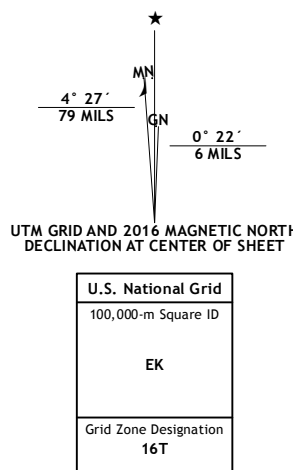 ★
MN
GN
4° 27´
79 MILS
0° 22´
6 MILS
UTM GRID AND 2016 MAGNETIC NORTH
DECLINATION AT CENTER OF SHEET
U.S. National Grid
100,000-m Square ID
EK
Grid Zone Designation
16T